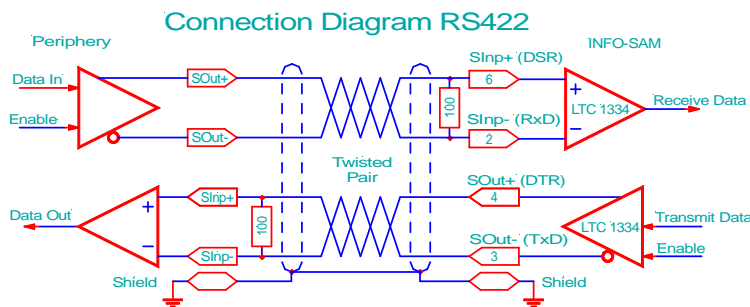 Connection Diagram RS422
Periphery
SInp+ (DSR)
INFO-SAM
Data In
SOut+
6
+
100
LTC 1334
Receive Data
Enable
SInp- (RxD)
SOut-
2
−
Twisted
Pair
SOut+ (DTR)
SInp+
4
+
Data Out
100
LTC 1334
Transmit Data
SOut- (TxD)
−
SInp-
3
Enable
Shield
Shield